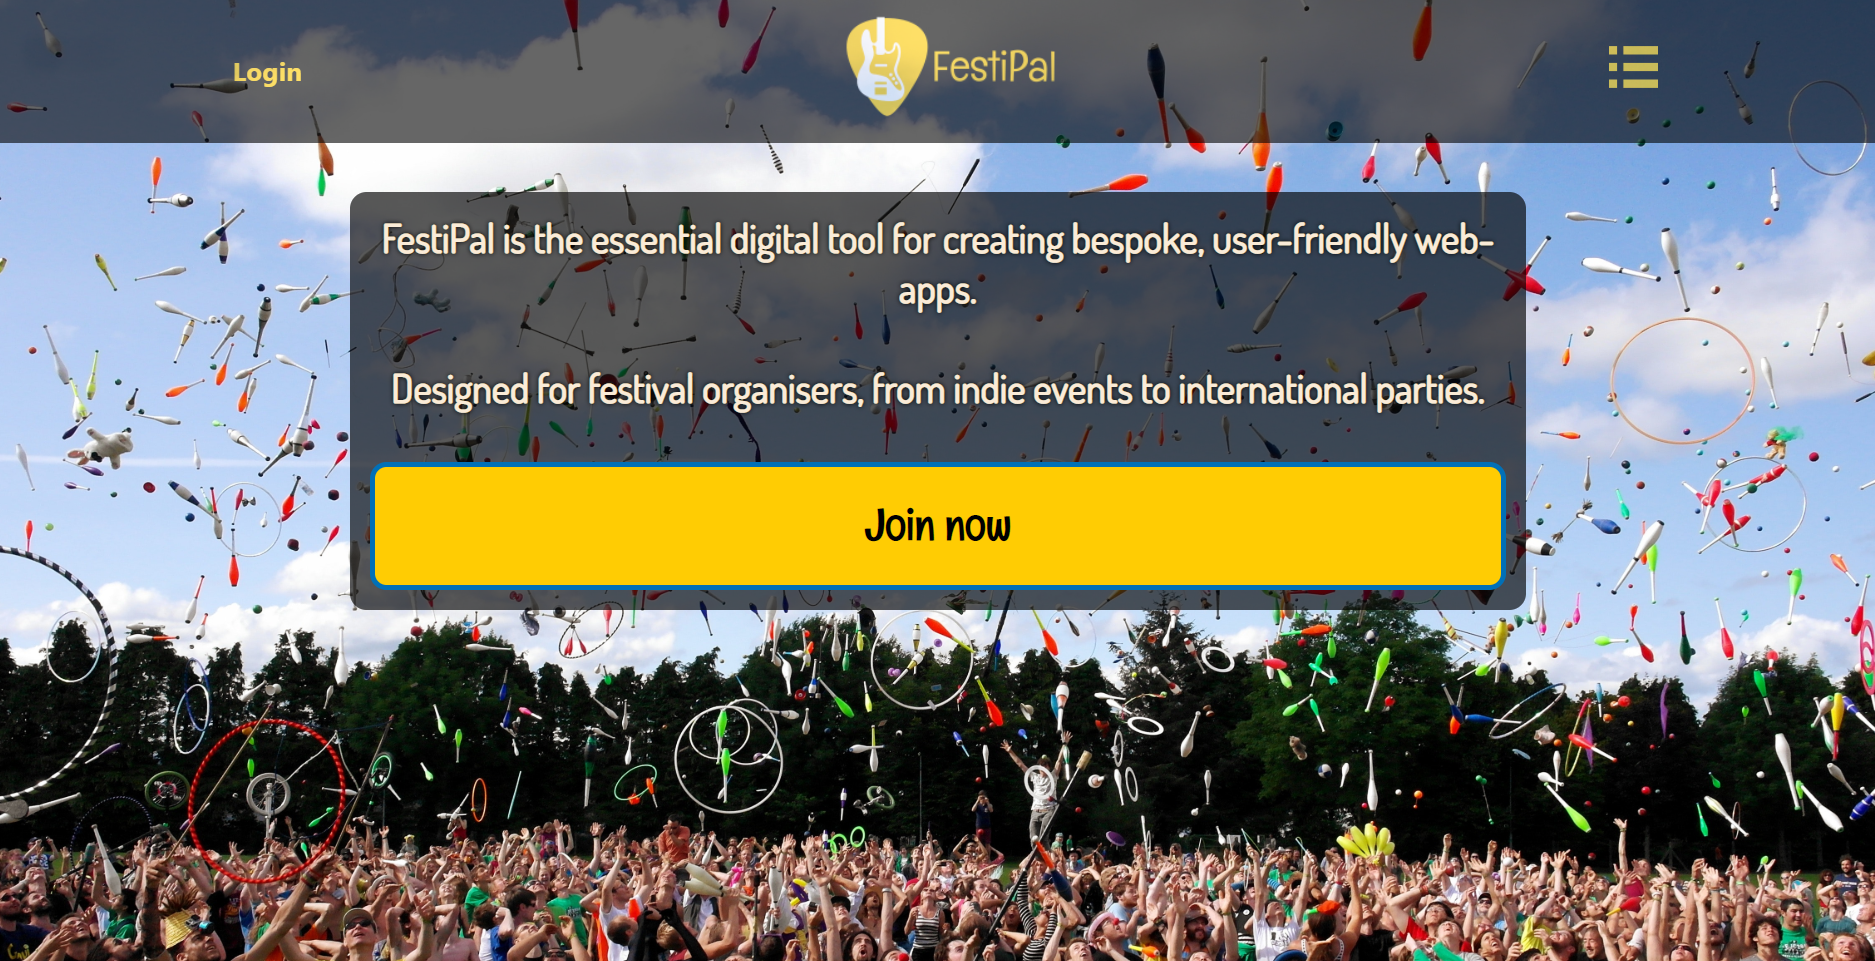 Login
FestiPal
FestiPal is the essential digital tool for creating bespoke, user-friendly web-
apps.
Designed for festival organisers, from indie events to international parties.
Join now